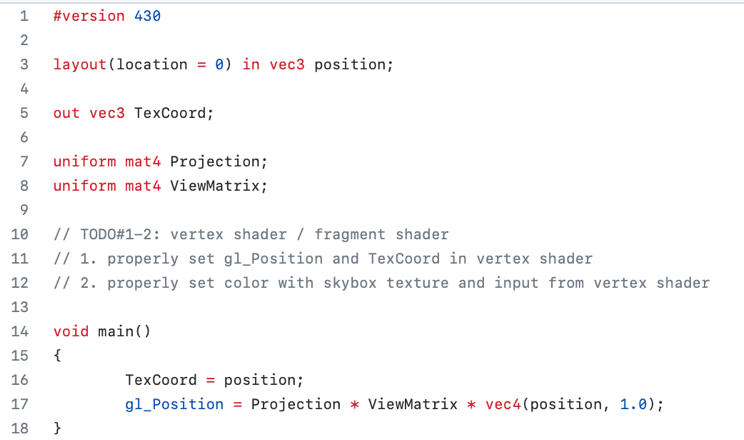 1 #version 430
2
3 layout(location = 0) in vec3 position;
4
5 out vec3 TexCoord;
6
7 uniform mat4 Projection;
8 uniform mat4 ViewMatrix;
9
10 // TODO#1-2: vertex shader / fragment shader
11 // 1. properly set gl_Position and TexCoord in vertex shader
12 // 2. properly set color with skybox texture and input from vertex shader
13
14 void main()
15 {
16 TexCoord = position;
17 gl_Position = Projection * ViewMatrix * vec4(position, 1.0);
18 }